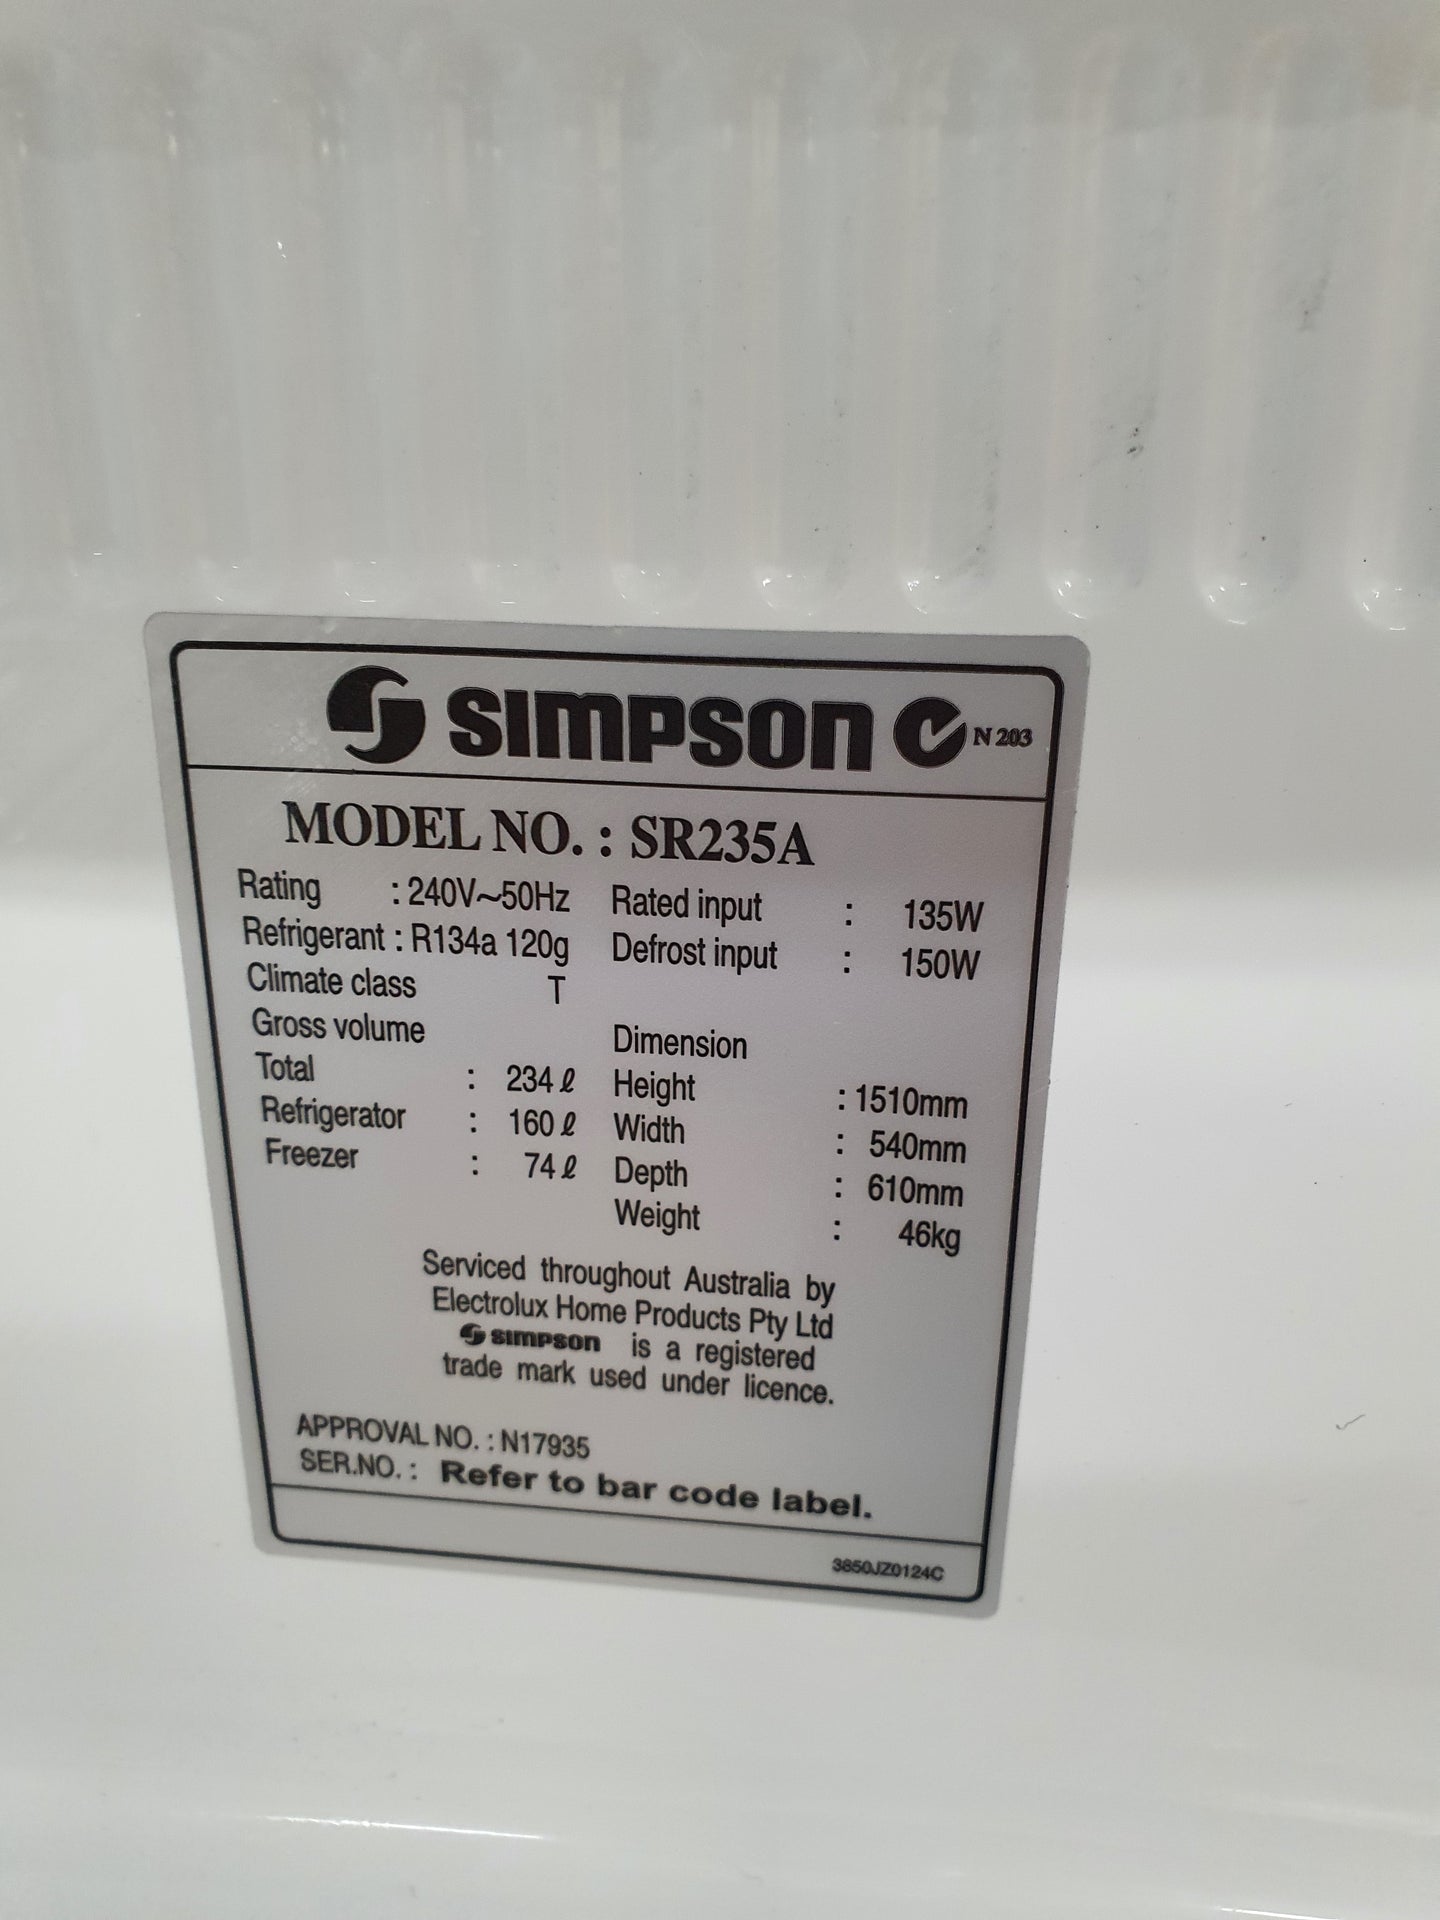 SIMPSON N 203
MODEL NO. : SR235A
Rating : 240V~50Hz Rated input : 135W
Refrigerant : R134a 120g Defrost input : 150W
Climate class T
Gross volume Dimension
Total : 234ℓ Height : 1510mm
Refrigerator : 160ℓ Width : 540mm
Freezer : 74ℓ Depth : 610mm
Weight : 46kg
Serviced throughout Australia by
Electrolux Home Products Pty Ltd
SIMPSON is a registered
trade mark used under licence.
APPROVAL NO. : N17935
SER.NO. : Refer to bar code label.
3850JZ0124C